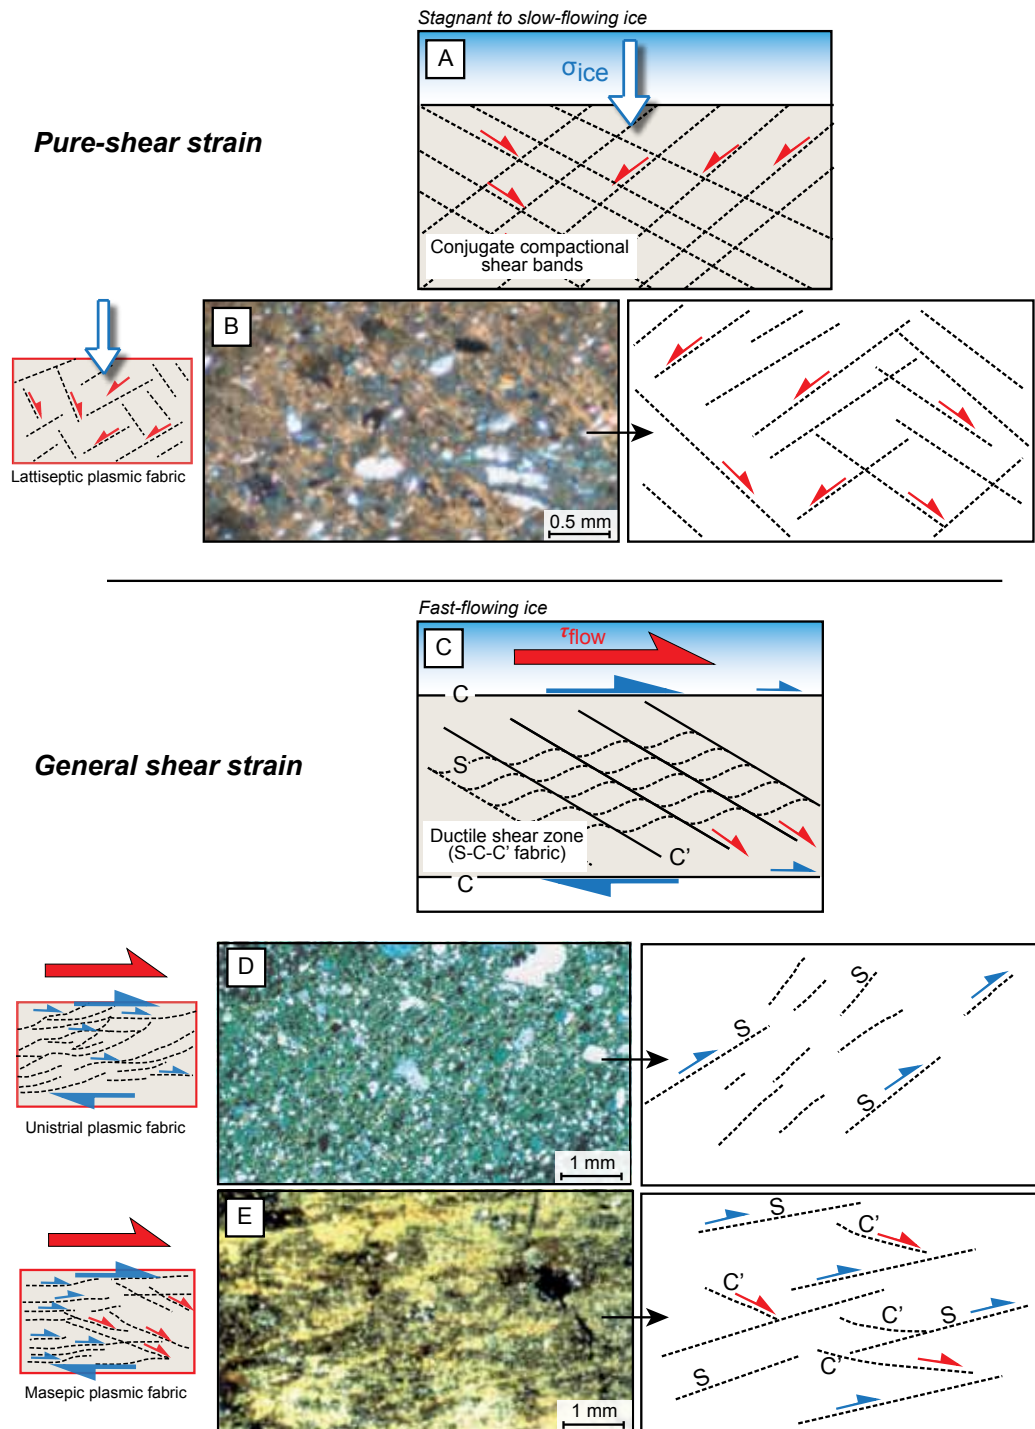 Stagnant to slow-flowing ice
A
σice
Pure-shear strain
Conjugate compactional
shear bands
B
Lattiseptic plasmic fabric
0.5 mm
Fast-flowing ice
C
τflow
C
General shear strain
S
Ductile shear zone
(S-C-C' fabric)
C'
C
D
S
S
S
Unistrial plasmic fabric
1 mm
E
S
C'
C'
C'
S
S
C'
Masepic plasmic fabric
1 mm